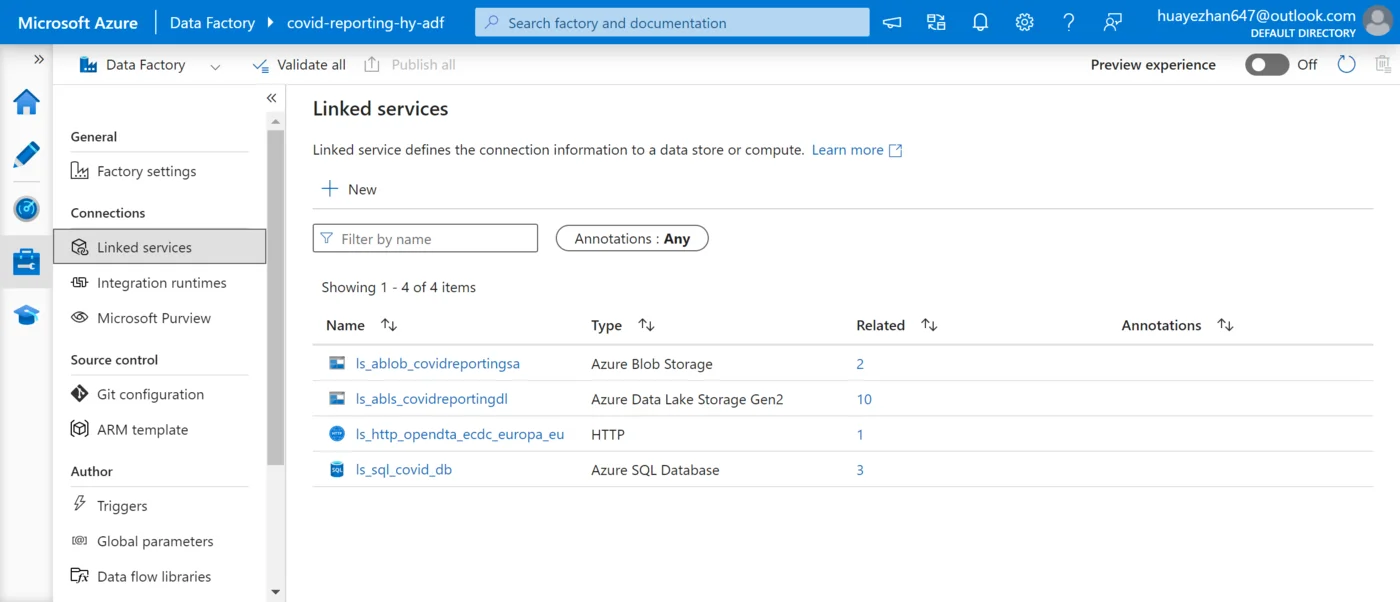 Microsoft Azure Data Factory covid-reporting-hy-adf Search factory and documentation huayezhan647@outlook.com
DEFAULT DIRECTORY
Data Factory Validate all Publish all Preview experience Off
General
Factory settings
Connections
Linked services
Integration runtimes
Microsoft Purview
Source control
Git configuration
ARM template
Author
Triggers
Global parameters
Data flow libraries
Linked services
Linked service defines the connection information to a data store or compute. Learn more
New
Filter by name Annotations : Any
Showing 1 - 4 of 4 items
Name Type Related Annotations
ls_ablob_covidreportingsa Azure Blob Storage 2
ls_abls_covidreportingdl Azure Data Lake Storage Gen2 10
ls_http_opendta_ecdc_europa_eu HTTP 1
SQL ls_sql_covid_db Azure SQL Database 3